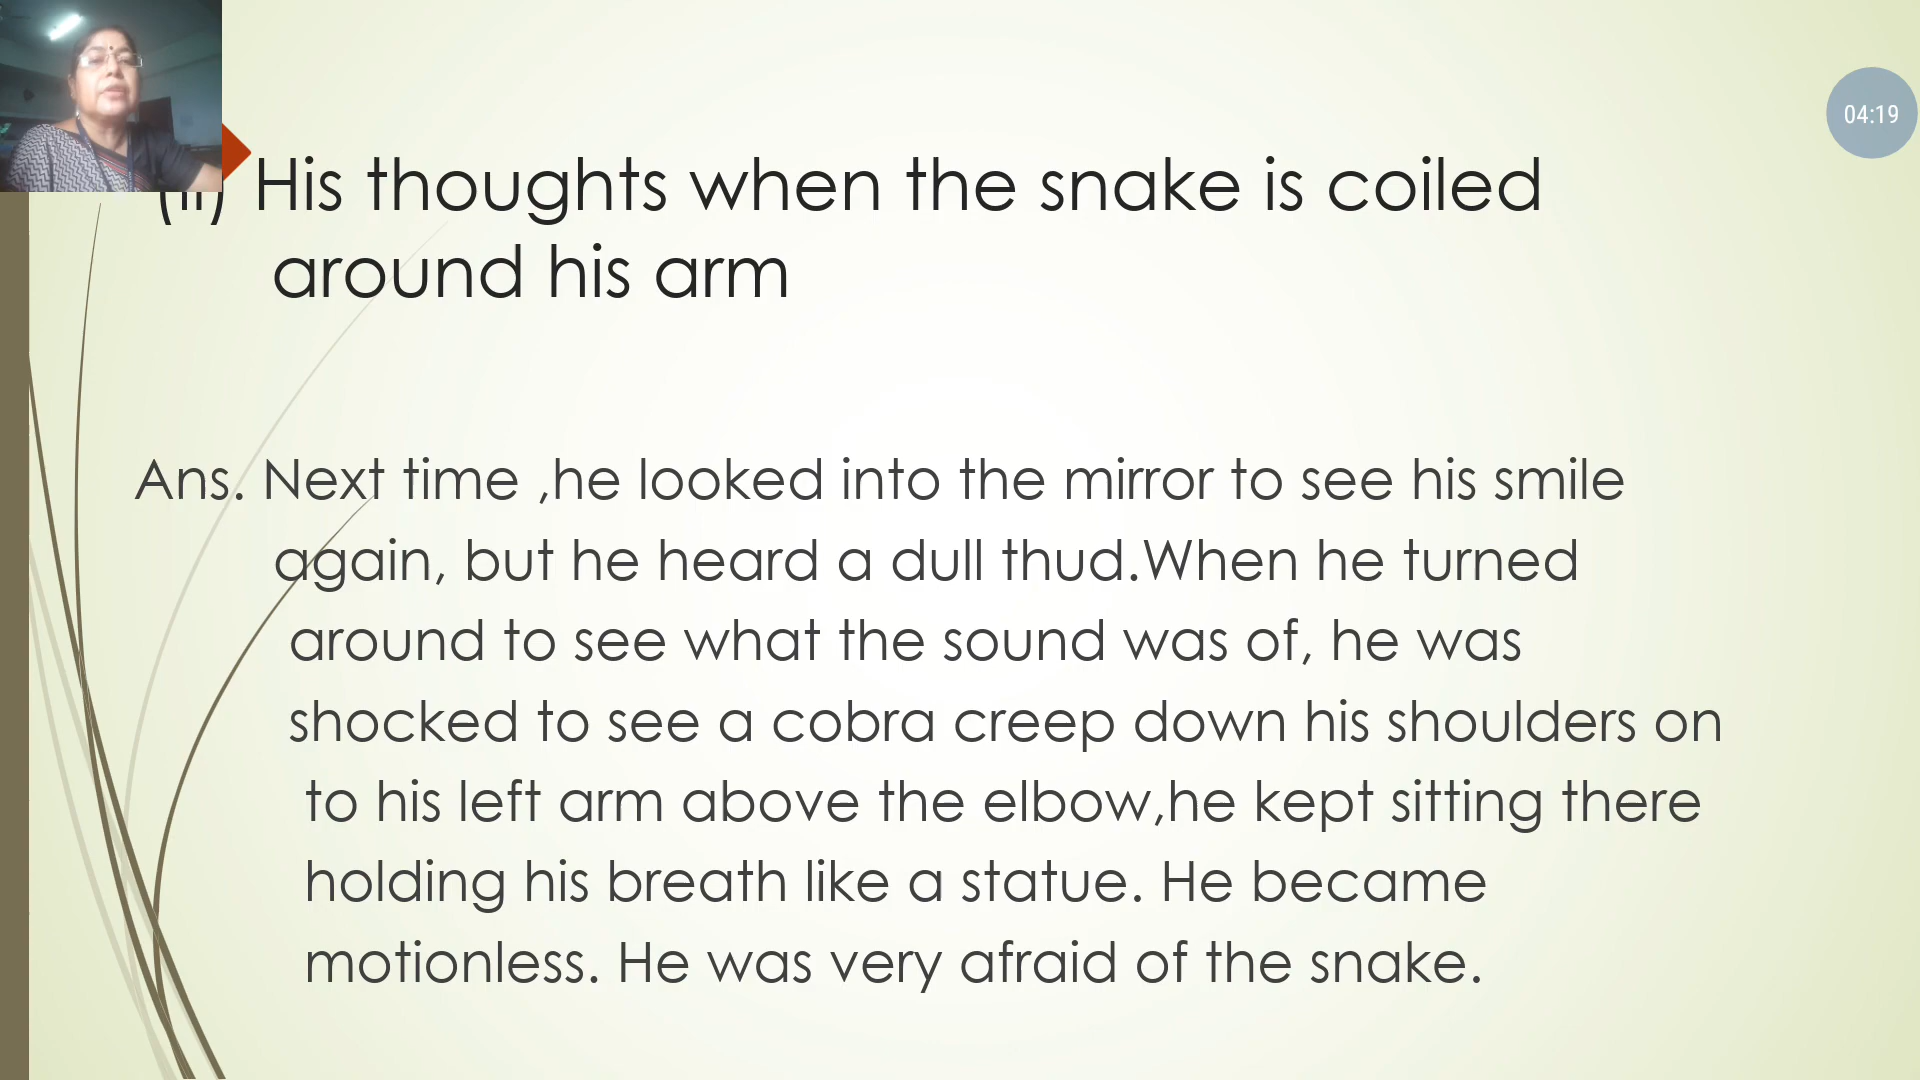 04:19
(ii) His thoughts when the snake is coiled
around his arm
Ans. Next time ,he looked into the mirror to see his smile
again, but he heard a dull thud.When he turned
around to see what the sound was of, he was
shocked to see a cobra creep down his shoulders on
to his left arm above the elbow,he kept sitting there
holding his breath like a statue. He became
motionless. He was very afraid of the snake.